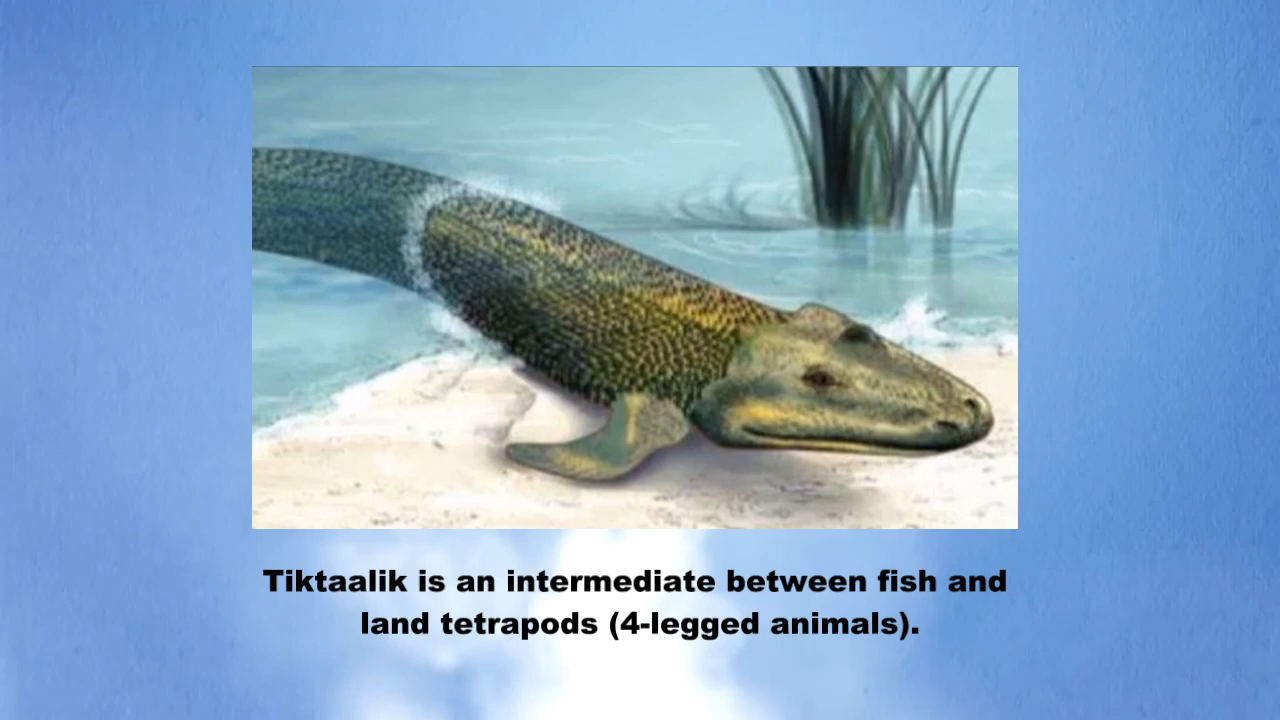 Tiktaalik is an intermediate between fish and
land tetrapods (4-legged animals).